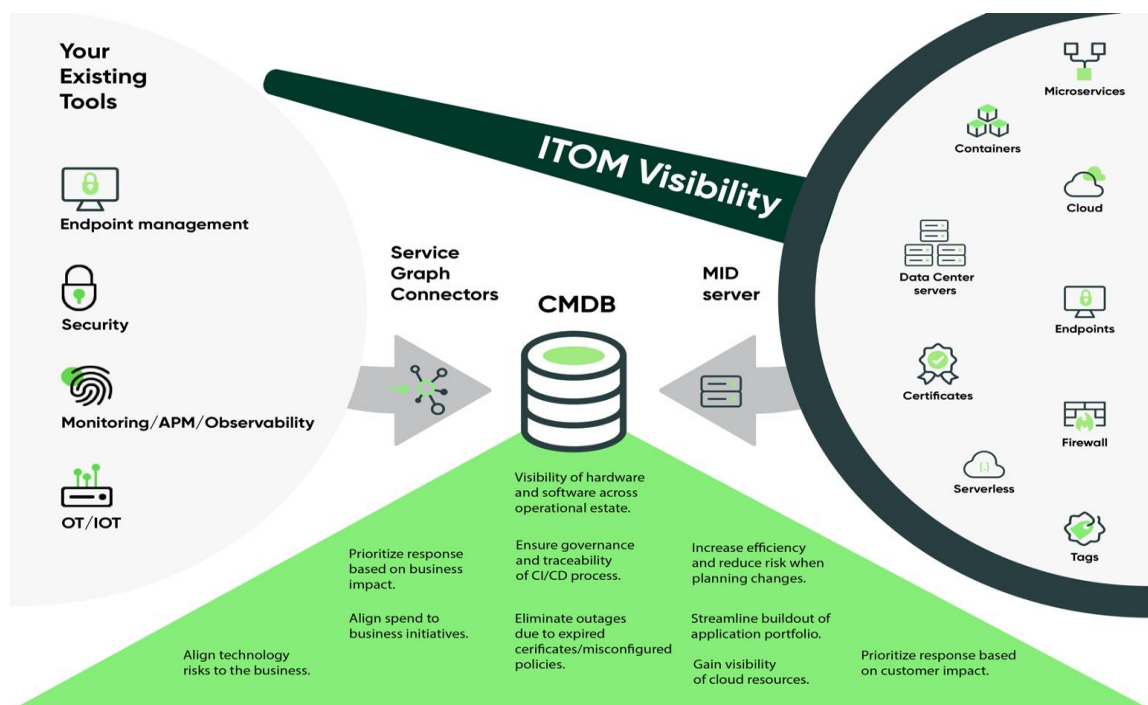 Your
Existing
Tools
Endpoint management
Security
Monitoring/APM/Observability
OT/IOT
ITOM Visibility
Service
Graph
Connectors
CMDB
MID
server
Microservices
Containers
Cloud
Data Center
servers
Endpoints
Certificates
Firewall
Serverless
Tags
Visibility of hardware
and software across
operational estate.
Prioritize response
based on business
impact.
Ensure governance
and traceability
of CI/CD process.
Increase efficiency
and reduce risk when
planning changes.
Align spend to
business initiatives.
Eliminate outages
due to expired
cerificates/misconfigured
policies.
Streamline buildout of
application portfolio.
Align technology
risks to the business.
Gain visibility
of cloud resources.
Prioritize response based
on customer impact.